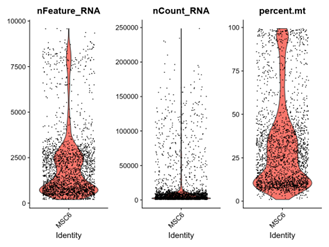 nFeature_RNA
10000
7500
5000
2500
0
MSC6
Identity
nCount_RNA
250000
200000
150000
100000
50000
0
MSC6
Identity
percent.mt
100
75
50
25
0
MSC6
Identity